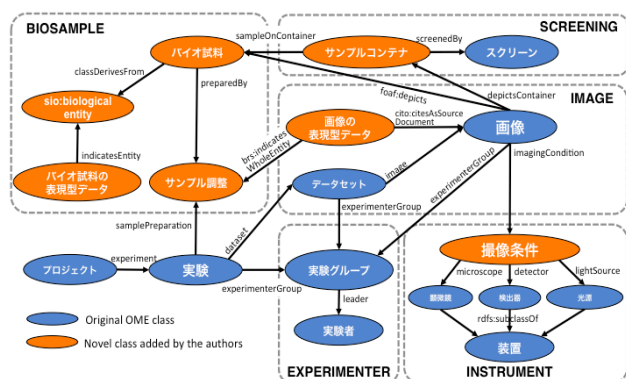 BIOSAMPLE
SCREENING
バイオ試料
sampleOnContainer
サンプルコンテナ
screenedBy
スクリーン
classDerivesFrom
preparedBy
foaf:depicts
depictsContainer
IMAGE
sio:biological
entity
画像の
表現型データ
cito:citesAsSource
Document
画像
brs:indicates
WholeEntity
imagingCondition
indicatesEntity
バイオ試料の
表現型データ
サンプル調整
データセット
image
experimenterGroup
experimenterGroup
samplePreparation
dataset
撮像条件
プロジェクト
experiment
実験
experimenterGroup
実験グループ
microscope
detector
lightSource
顕微鏡
検出器
光源
leader
rdfs:subclassOf
Original OME class
実験者
装置
Novel class added by the authors
EXPERIMENTER
INSTRUMENT